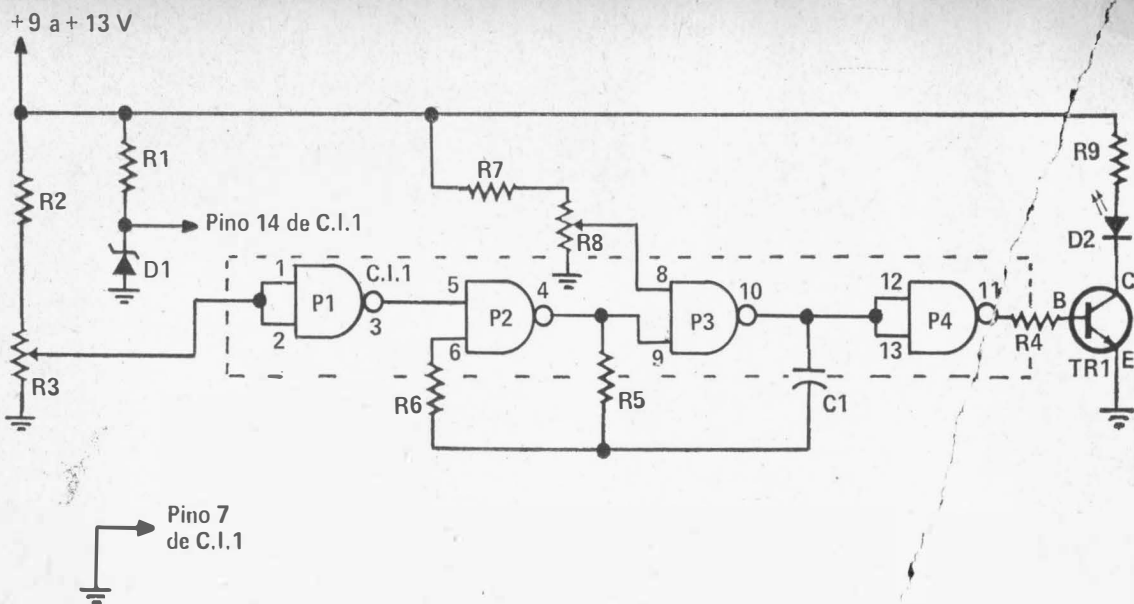 + 9 a + 13 V
R1
R2
Pino 14 de C.I.1
D1
R3
R7
R8
R9
D2
C
B
E
TR1
1
2
P1
C.I.1
3
5
6
P2
4
R6
R5
8
9
P3
10
C1
12
13
P4
11
R4
Pino 7
de C.I.1